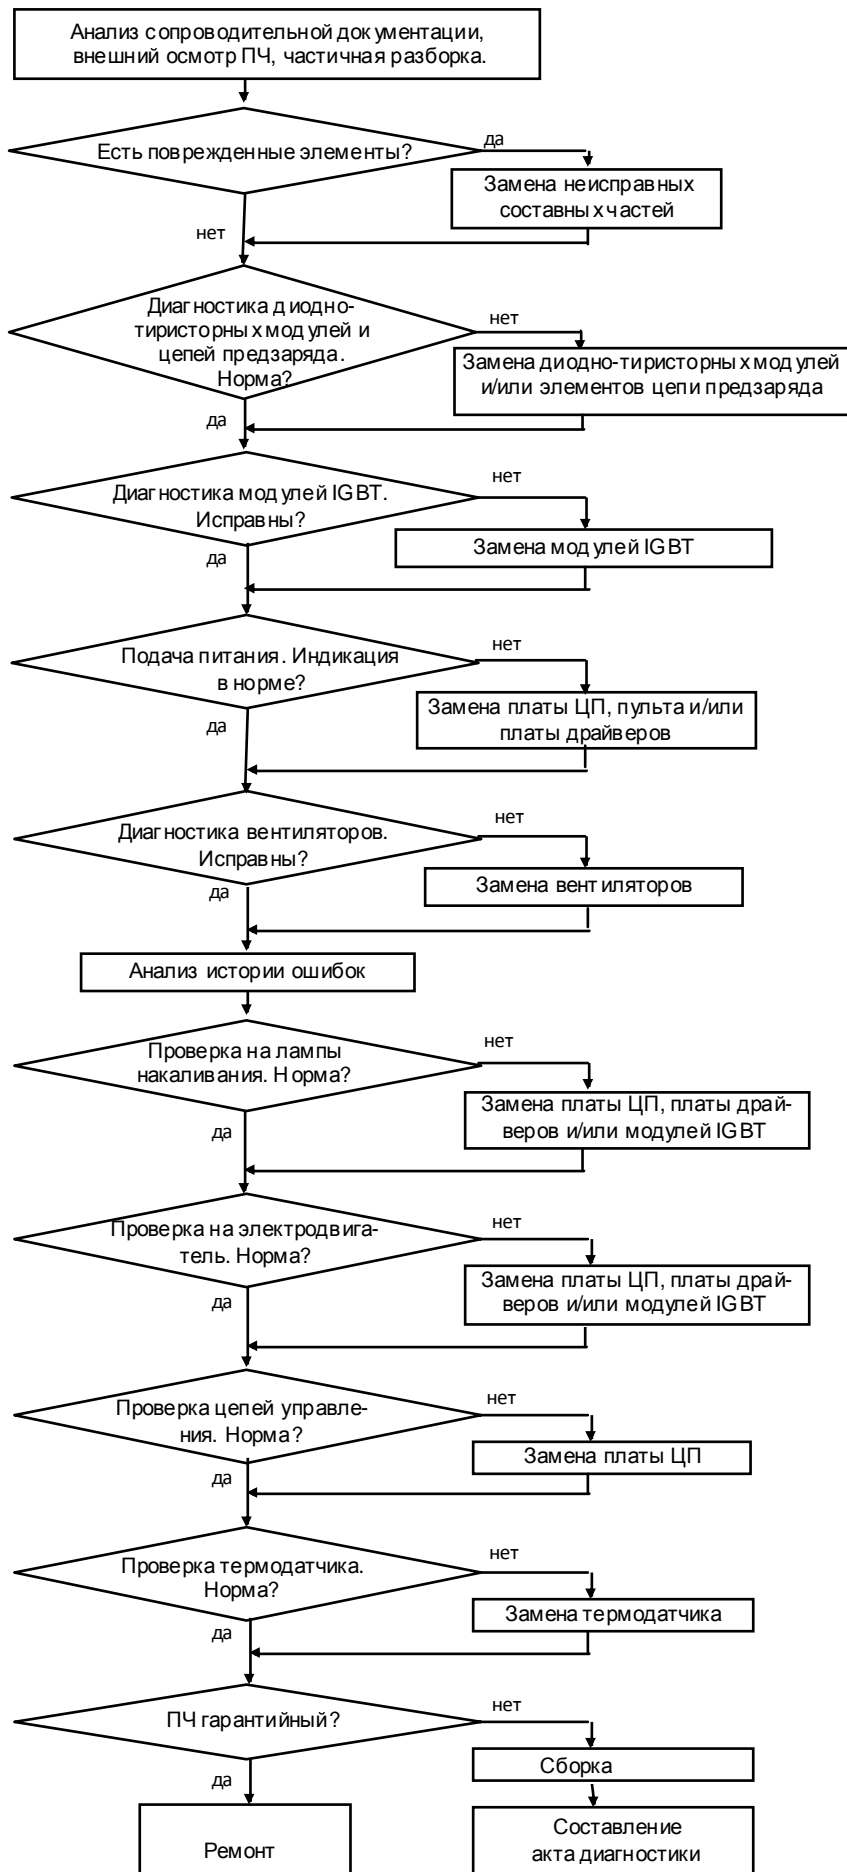 Анализ сопроводительной документации,
внешний осмотр ПЧ, частичная разборка.
Есть поврежденные элементы?
да
Замена неисправных
составных частей
нет
Диагностика диодно-
тиристорных модулей и
цепей предзаряда.
Норма?
нет
Замена диодно-тиристорных модулей
и/или элементов цепи предзаряда
да
Диагностика модулей IGBT.
Исправны?
нет
Замена модулей IGBT
да
Подача питания. Индикация
в норме?
нет
Замена платы ЦП, пульта и/или
платы драйверов
да
Диагностика вентиляторов.
Исправны?
нет
Замена вентиляторов
да
Анализ истории ошибок
Проверка на лампы
накаливания. Норма?
нет
Замена платы ЦП, платы драй-
веров и/или модулей IGBT
да
Проверка на электродвига-
тель. Норма?
нет
Замена платы ЦП, платы драй-
веров и/или модулей IGBT
да
Проверка цепей управле-
ния. Норма?
нет
Замена платы ЦП
да
Проверка термодатчика.
Норма?
нет
Замена термодатчика
да
ПЧ гарантийный?
нет
Сборка
да
Ремонт
Составление
акта диагностики